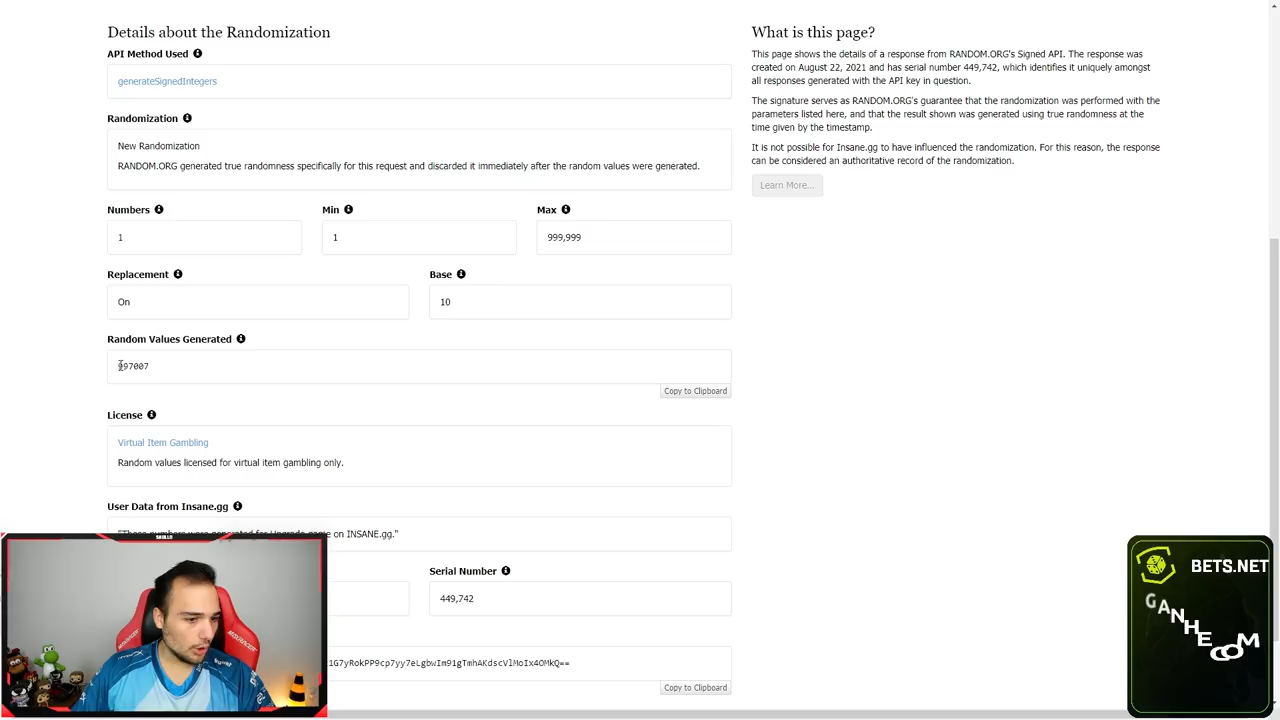 Details about the Randomization
API Method Used
generateSignedIntegers
Randomization
New Randomization
RANDOM.ORG generated true randomness specifically for this request and discarded it immediately after the random values were generated.
Numbers
Min
Max
1
1
999,999
Replacement
Base
On
10
Random Values Generated
97007
License
Virtual Item Gambling
Random values licensed for virtual item gambling only.
User Data from Insane.gg
on INSANE.gg."
Serial Number
449,742
Copy to Clipboard
Copy to Clipboard
What is this page?
This page shows the details of a response from RANDOM.ORG's Signed API. The response was
created on August 22, 2021 and has serial number 449,742, which identifies it uniquely amongst
all responses generated with the API key in question.
The signature serves as RANDOM.ORG's guarantee that the randomization was performed with the
parameters listed here, and that the result shown was generated using true randomness at the
time given by the timestamp.
It is not possible for Insane.gg to have influenced the randomization. For this reason, the response
can be considered an authoritative record of the randomization.
Learn More...
BETS.NET
GANHE.COM